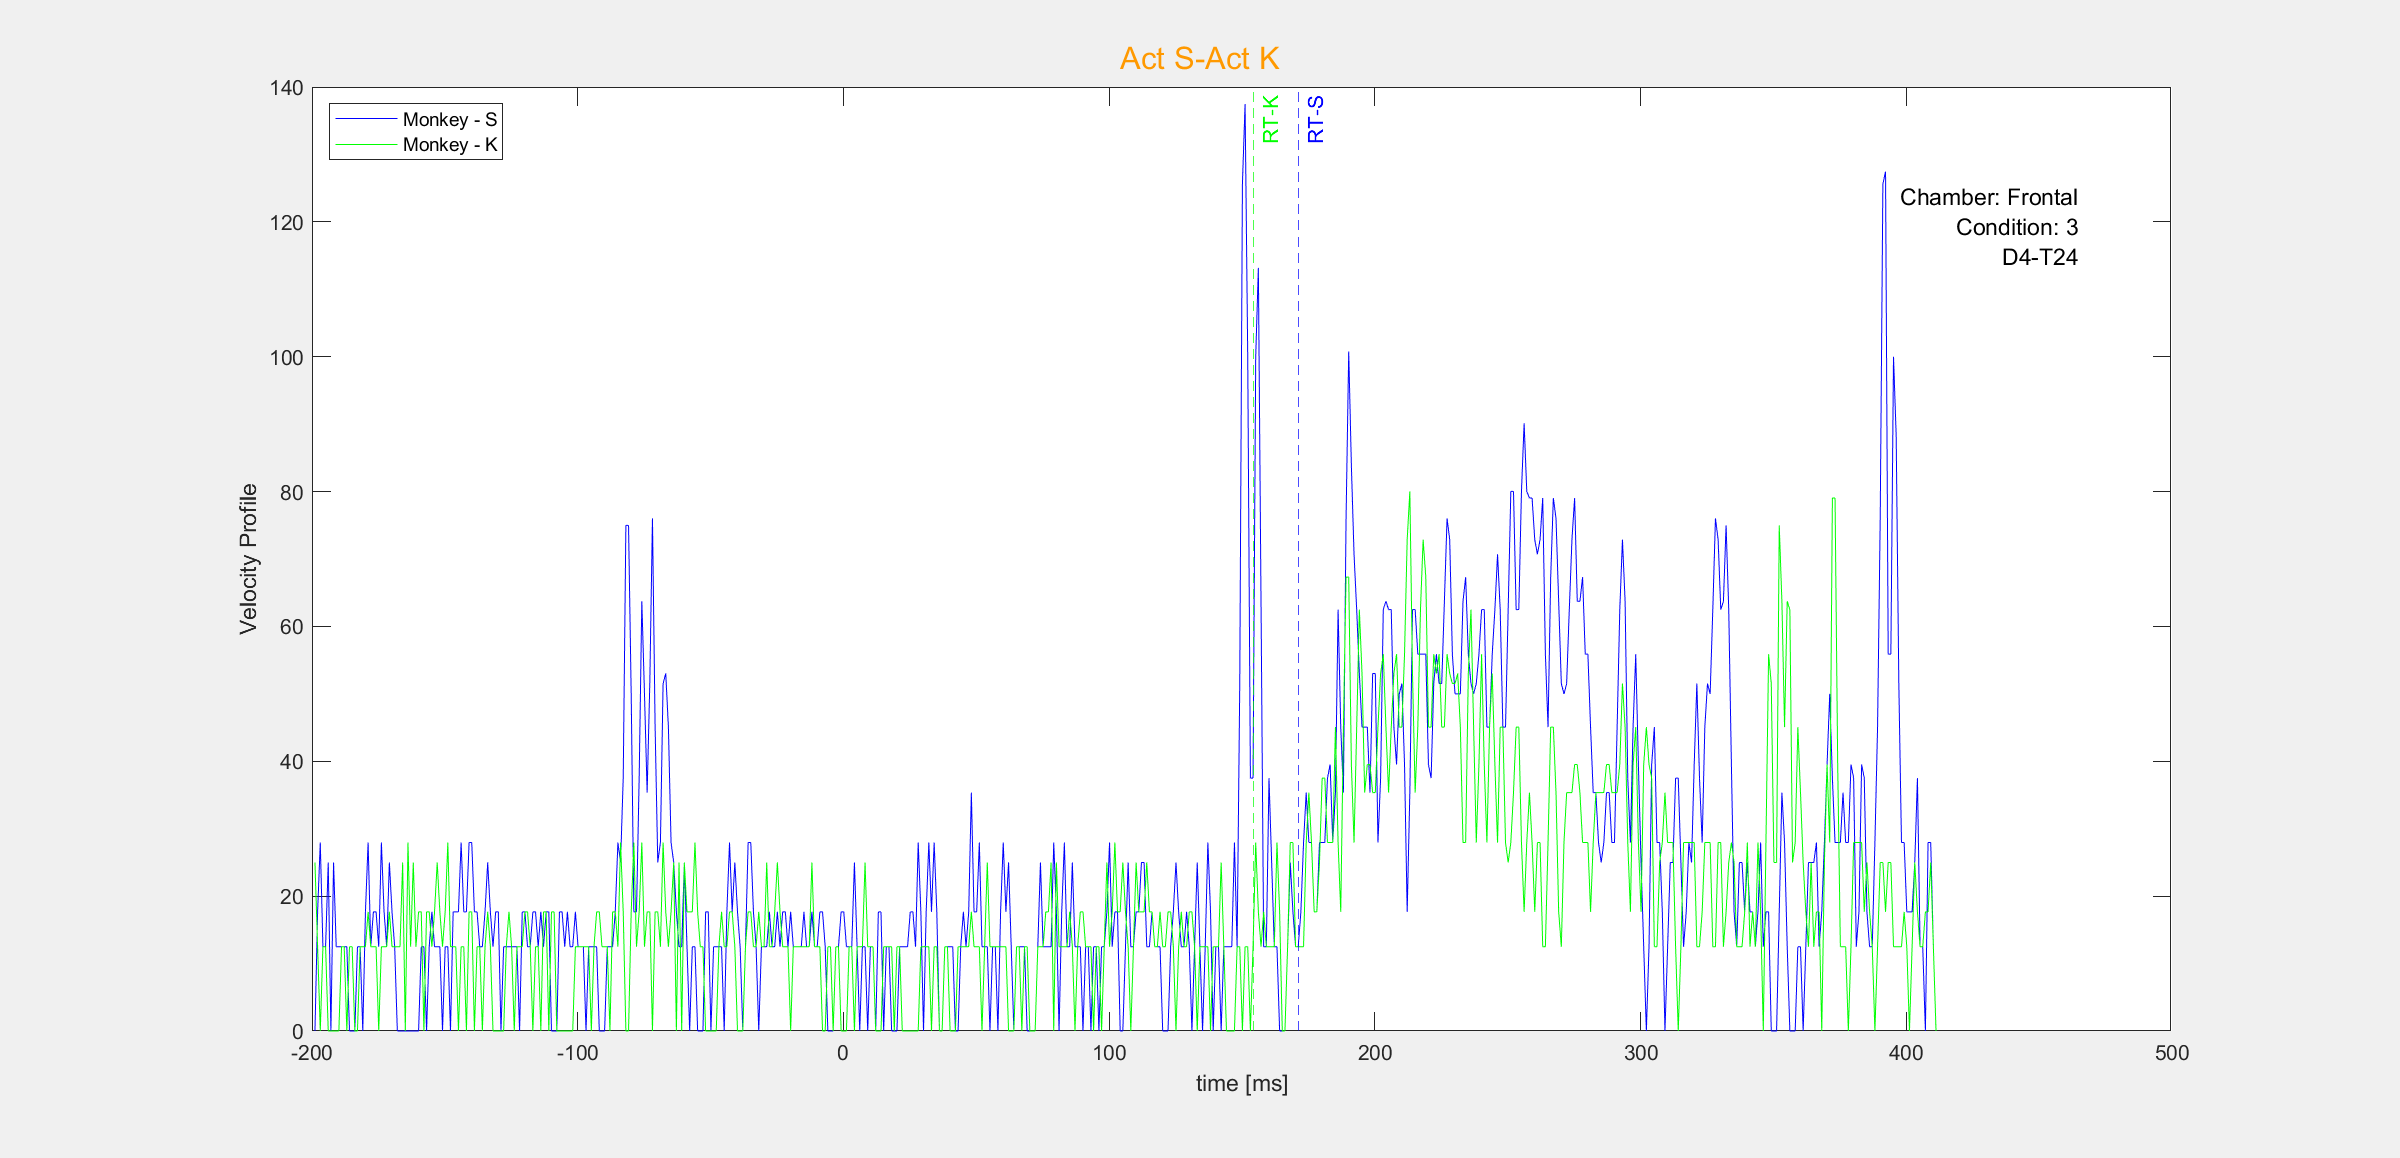 Act S-Act K
140
120
100
80
60
40
20
0
Velocity Profile
Monkey - S
Monkey - K
RT-K
RT-S
Chamber: Frontal
Condition: 3
D4-T24
-200 -100 0 100 200 300 400 500
time [ms]